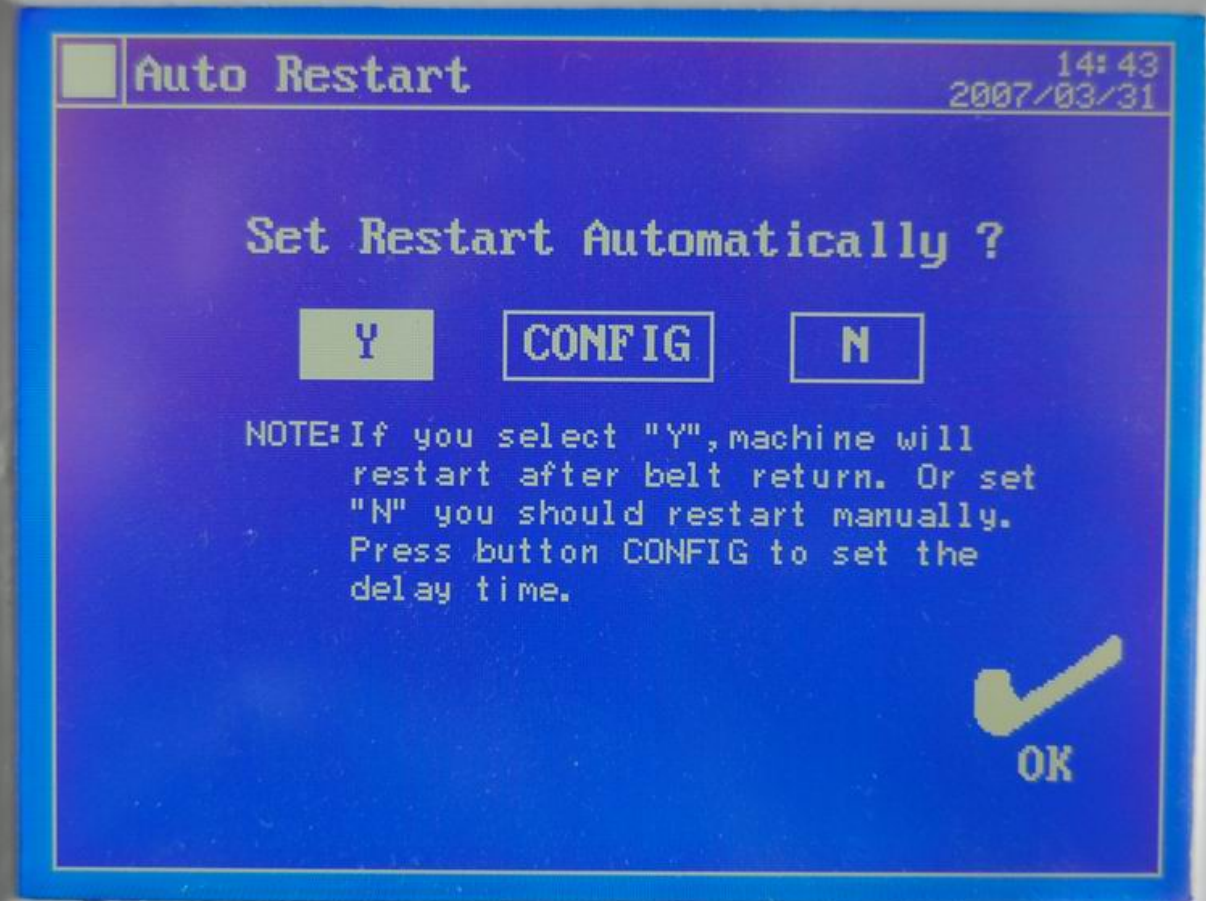 Auto Restart
14:43
2007/03/31
Set Restart Automatically ?
Y CONFIG N
NOTE:If you select "Y",machine will
restart after belt return. Or set
"N" you should restart manually.
Press button CONFIG to set the
delay time.
OK